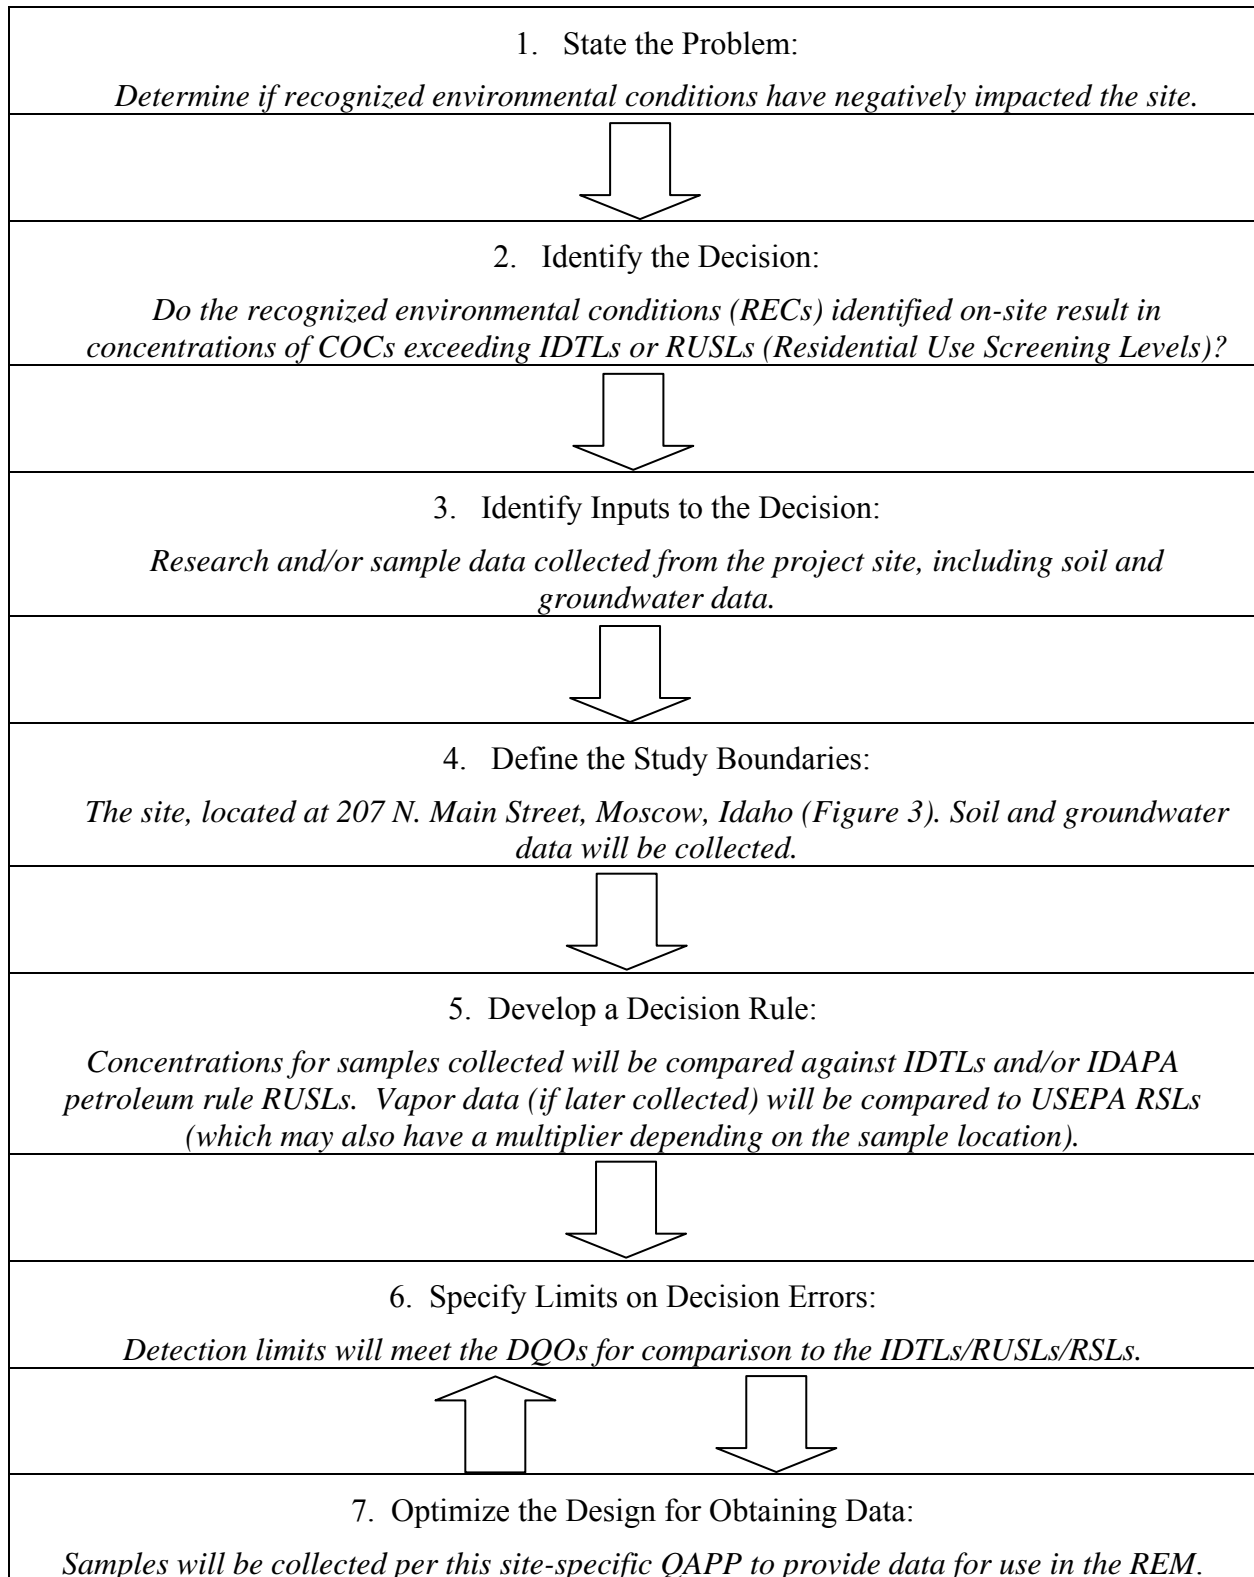 1. State the Problem:
Determine if recognized environmental conditions have negatively impacted the site.
2. Identify the Decision:
Do the recognized environmental conditions (RECs) identified on-site result in
concentrations of COCs exceeding IDTLs or RUSLs (Residential Use Screening Levels)?
3. Identify Inputs to the Decision:
Research and/or sample data collected from the project site, including soil and
groundwater data.
4. Define the Study Boundaries:
The site, located at 207 N. Main Street, Moscow, Idaho (Figure 3). Soil and groundwater
data will be collected.
5. Develop a Decision Rule:
Concentrations for samples collected will be compared against IDTLs and/or IDAPA
petroleum rule RUSLs. Vapor data (if later collected) will be compared to USEPA RSLs
(which may also have a multiplier depending on the sample location).
6. Specify Limits on Decision Errors:
Detection limits will meet the DQOs for comparison to the IDTLs/RUSLs/RSLs.
7. Optimize the Design for Obtaining Data:
Samples will be collected per this site-specific QAPP to provide data for use in the REM.